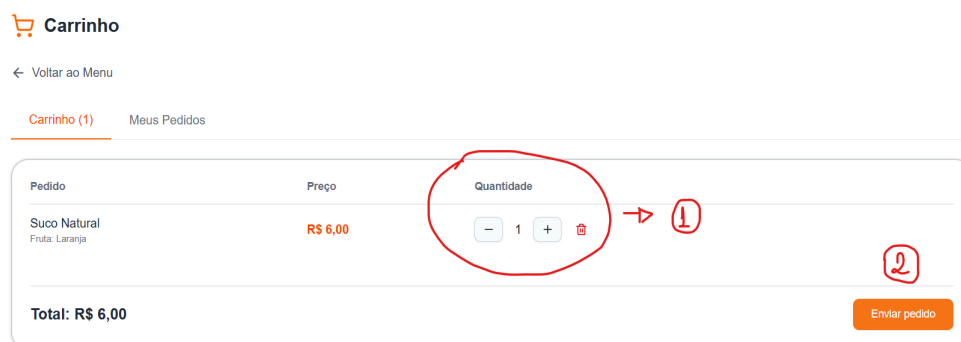 Carrinho
← Voltar ao Menu
Carrinho (1) Meus Pedidos
Pedido Preço Quantidade
Suco Natural R$ 6,00 − 1 + → 1
Fruta: Laranja
2
Total: R$ 6,00 Enviar pedido